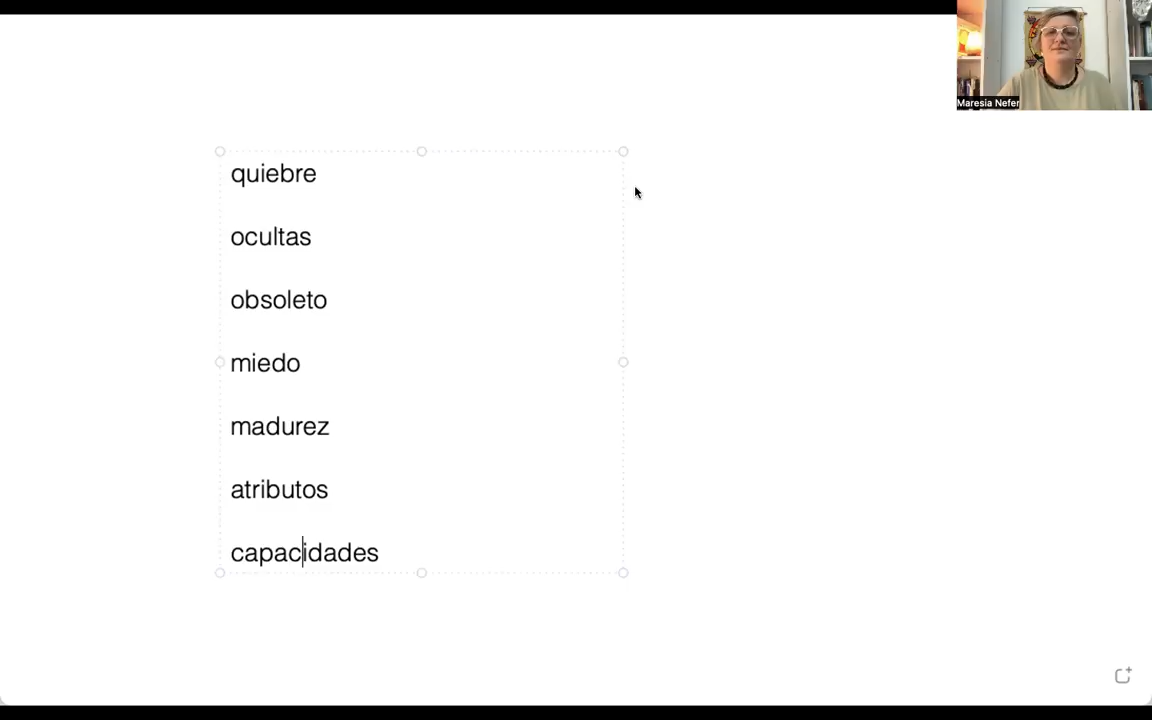 Maresia Nefer
quiebre
ocultas
obsoleto
miedo
madurez
atributos
capacidades